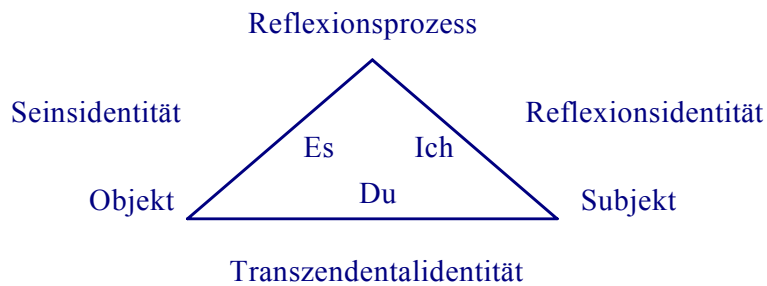 Reflexionsprozess
Seinsidentität
Reflexionsidentität
Es
Ich
Du
Objekt
Subjekt
Transzendentalidentität